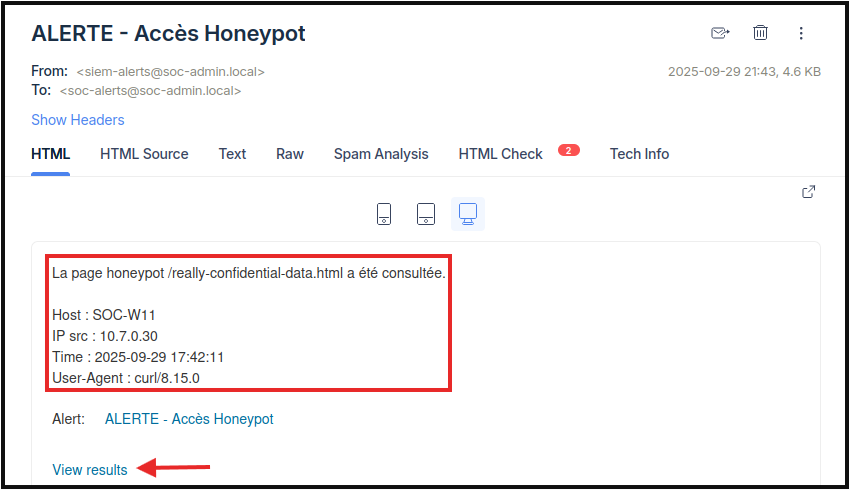 ALERTE - Accès Honeypot
From: <siem-alerts@soc-admin.local>
2025-09-29 21:43, 4.6 KB
To: <soc-alerts@soc-admin.local>
Show Headers
HTML HTML Source Text Raw Spam Analysis HTML Check 2 Tech Info
La page honeypot /really-confidential-data.html a été consultée.
Host : SOC-W11
IP src : 10.7.0.30
Time : 2025-09-29 17:42:11
User-Agent : curl/8.15.0
Alert: ALERTE - Accès Honeypot
View results